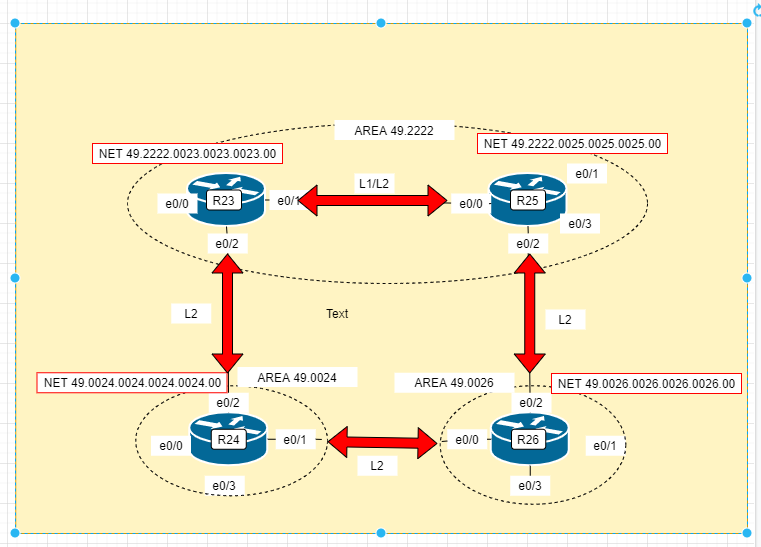 AREA 49.2222
NET 49.2222.0023.0023.0023.00
NET 49.2222.0025.0025.0025.00
L1/L2
e0/1
e0/0
R23
e0/1
e0/0
R25
e0/3
e0/2
e0/2
L2
Text
L2
NET 49.0024.0024.0024.0024.00
AREA 49.0024
AREA 49.0026
NET 49.0026.0026.0026.0026.00
e0/2
e0/2
e0/0
R24
e0/1
e0/0
R26
e0/1
L2
e0/3
e0/3